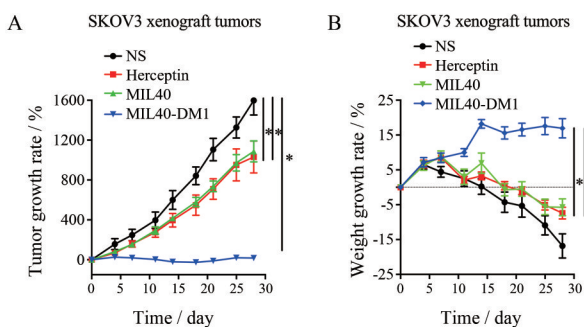 A
SKOV3 xenograft tumors
NS
Herceptin
MIL40
MIL40-DM1
Tumor growth rate / %
1600
1200
800
400
0
0 5 10 15 20 25 30
Time / day
* * *
*
B
SKOV3 xenograft tumors
NS
Herceptin
MIL40
MIL40-DM1
Weight growth rate / %
25
15
5
-5
-15
-25
0 5 10 15 20 25 30
Time / day
*